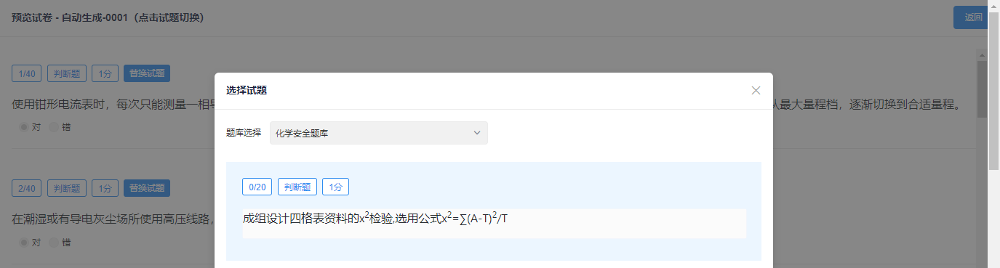 预览试卷 - 自动生成-0001（点击试题切换）
返回
1/40 判断题 1分 替换试题
使用钳形电流表时，每次只能测量一相导
从最大量程档，逐渐切换到合适量程。
对 错
2/40 判断题 1分 替换试题
在潮湿或有导电灰尘场所使用高压线路，
对 错
选择试题
题库选择 化学安全题库
0/20 判断题 1分
成组设计四格表资料的x²检验,选用公式x²=∑(A-T)²/T